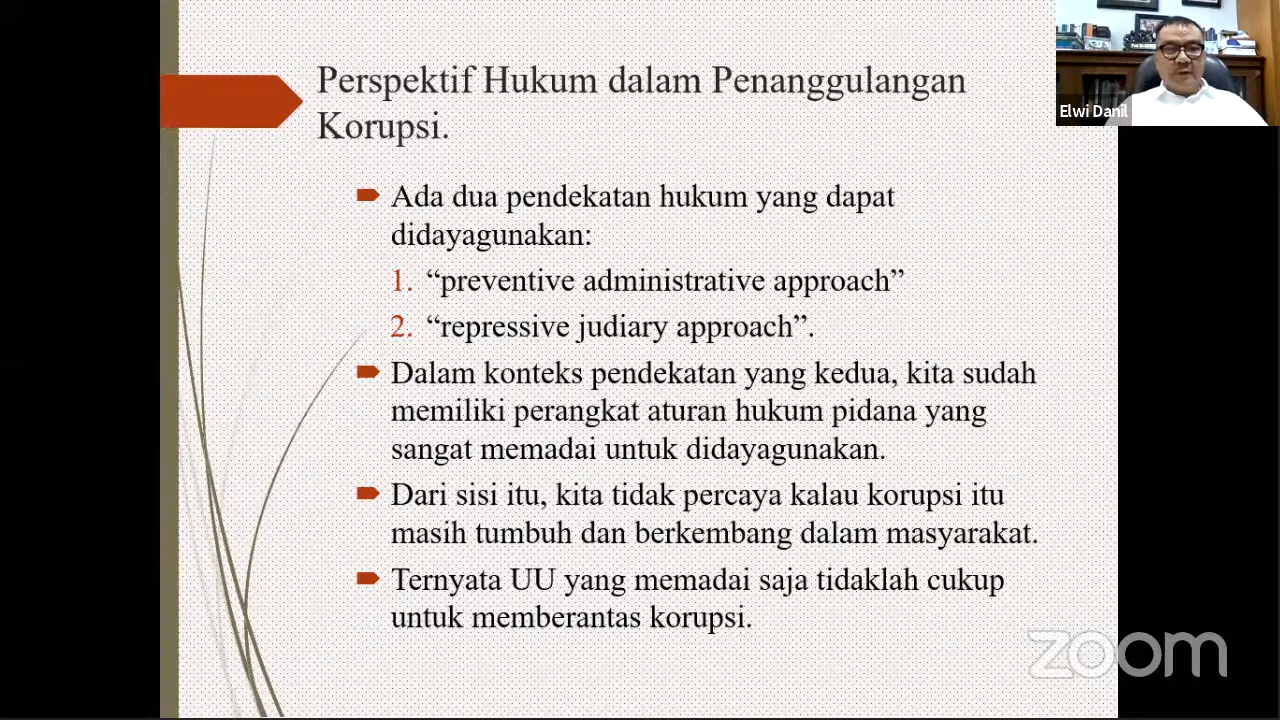 Perspektif Hukum dalam Penanggulangan
Korupsi.
Ada dua pendekatan hukum yang dapat
didayagunakan:
1. “preventive administrative approach”
2. “repressive judiary approach”.
Dalam konteks pendekatan yang kedua, kita sudah
memiliki perangkat aturan hukum pidana yang
sangat memadai untuk didayagunakan.
Dari sisi itu, kita tidak percaya kalau korupsi itu
masih tumbuh dan berkembang dalam masyarakat.
Ternyata UU yang memadai saja tidaklah cukup
untuk memberantas korupsi.
Elwi Danil
zoom